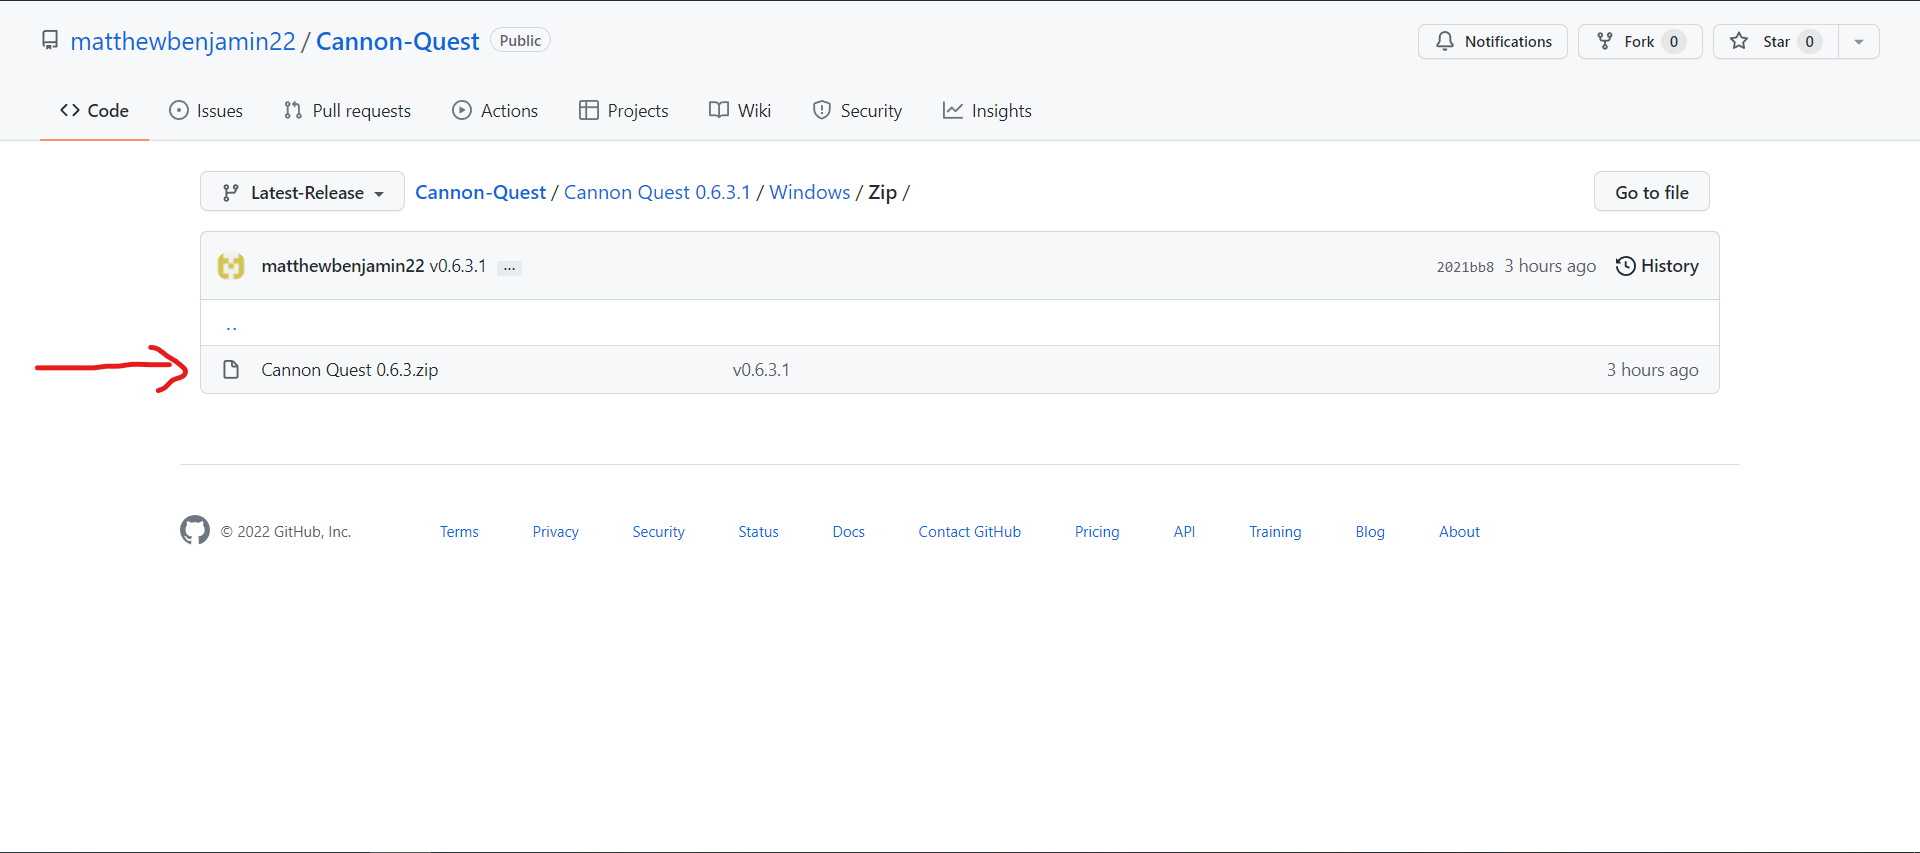 matthewbenjamin22 / Cannon-Quest Public Notifications Fork 0 Star 0
Code Issues Pull requests Actions Projects Wiki Security Insights
Latest-Release Cannon-Quest / Cannon Quest 0.6.3.1 / Windows / Zip / Go to file
matthewbenjamin22 v0.6.3.1 ... 2021bb8 3 hours ago History
..
Cannon Quest 0.6.3.zip v0.6.3.1 3 hours ago
© 2022 GitHub, Inc. Terms Privacy Security Status Docs Contact GitHub Pricing API Training Blog About